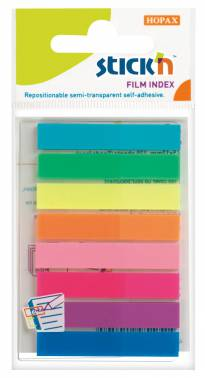 HOPAX
STICK'N
FILM INDEX
Repositionable semi-transparent self-adhesive.